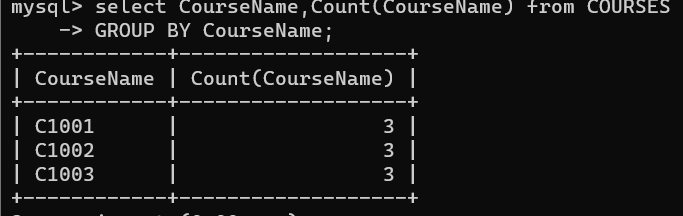 mysql> select CourseName,Count(CourseName) from COURSES
    -> GROUP BY CourseName;
+------------+-------------------+
| CourseName | Count(CourseName) |
+------------+-------------------+
| C1001      |                 3 |
| C1002      |                 3 |
| C1003      |                 3 |
+------------+-------------------+